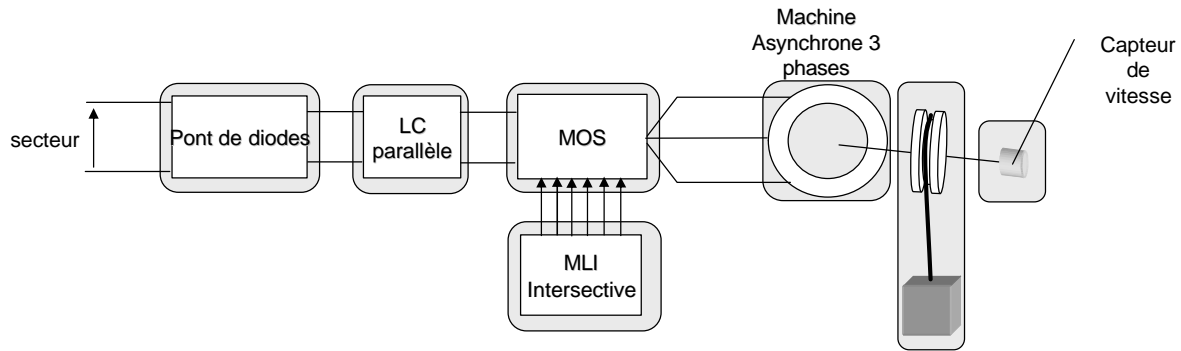 Machine
Asynchrone 3
phases
Capteur
de
vitesse
secteur
Pont de diodes
LC
parallèle
MOS
MLI
Intersective